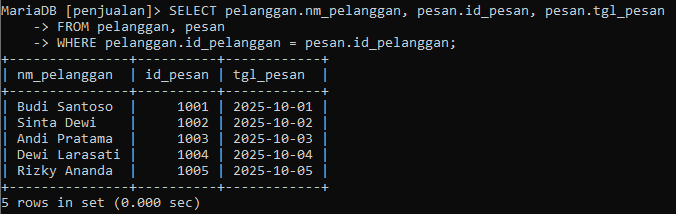 MariaDB [penjualan]> SELECT pelanggan.nm_pelanggan, pesan.id_pesan, pesan.tgl_pesan
    -> FROM pelanggan, pesan
    -> WHERE pelanggan.id_pelanggan = pesan.id_pelanggan;
+---------------+----------+------------+
| nm_pelanggan  | id_pesan | tgl_pesan  |
+---------------+----------+------------+
| Budi Santoso  |     1001 | 2025-10-01 |
| Sinta Dewi    |     1002 | 2025-10-02 |
| Andi Pratama  |     1003 | 2025-10-03 |
| Dewi Larasati |     1004 | 2025-10-04 |
| Rizky Ananda  |     1005 | 2025-10-05 |
+---------------+----------+------------+
5 rows in set (0.000 sec)